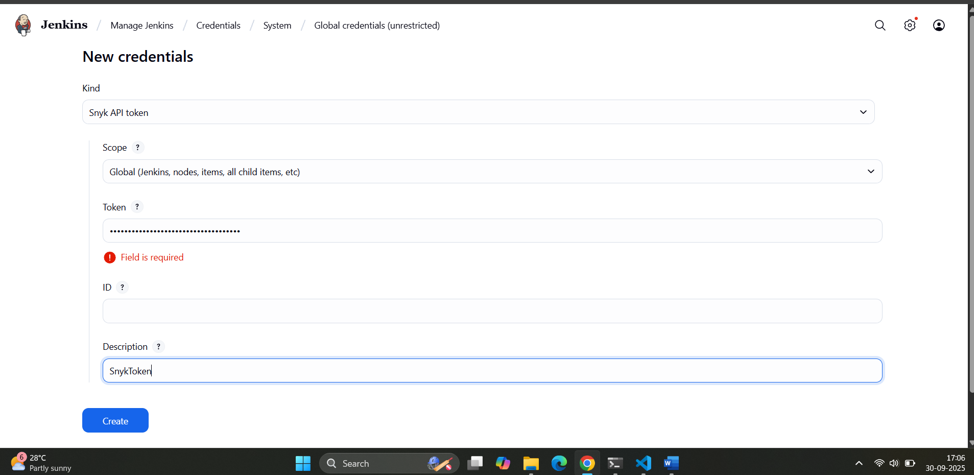 Jenkins / Manage Jenkins / Credentials / System / Global credentials (unrestricted)
New credentials
Kind
Snyk API token
Scope ?
Global (Jenkins, nodes, items, all child items, etc)
Token ?
••••••••••••••••••••••••••••••••••••
! Field is required
ID ?
Description ?
SnykToken
Create
6 28°C
Partly sunny
Search
17:06
30-09-2025